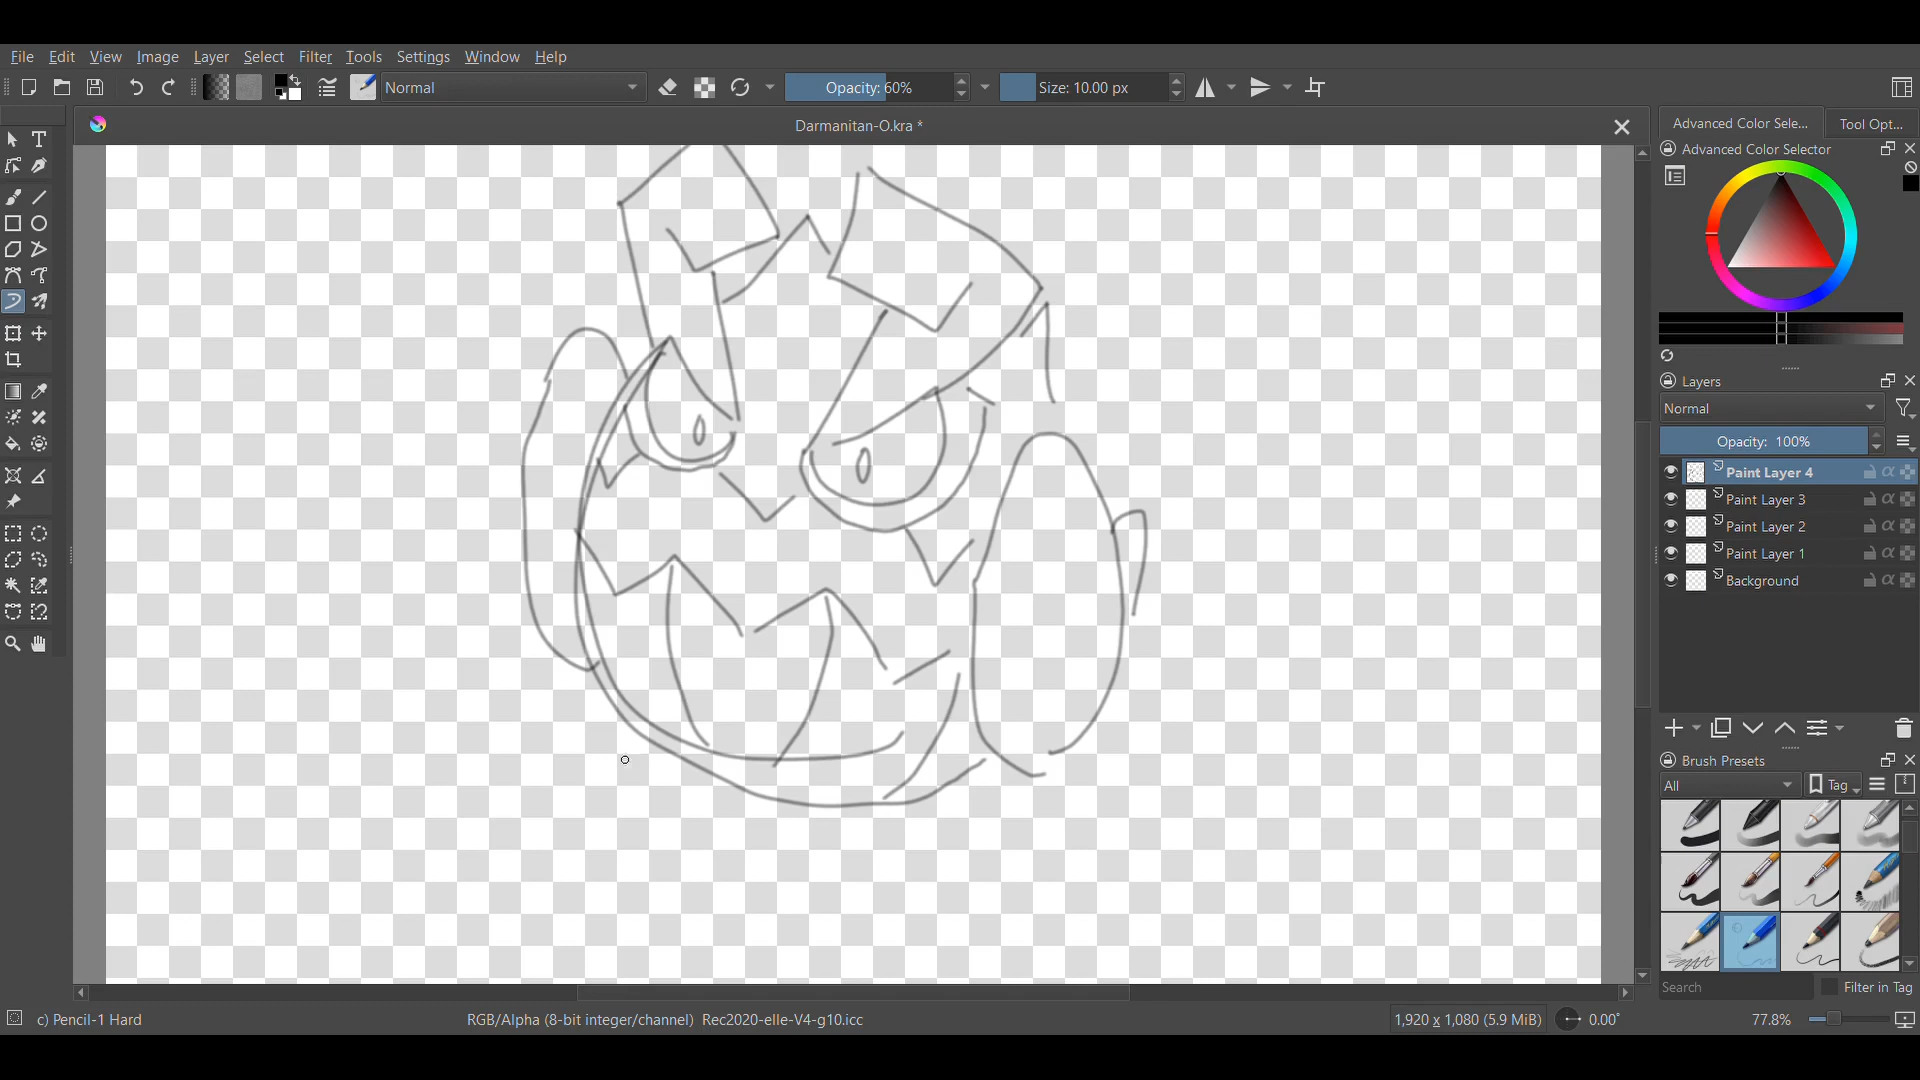 File Edit View Image Layer Select Filter Tools Settings Window Help
Normal Opacity: 60% Size: 10.00 px
Darmanitan-O.kra *
Advanced Color Sele... Tool Opt...
Advanced Color Selector
Layers
Normal
Opacity: 100%
Paint Layer 4
Paint Layer 3
Paint Layer 2
Paint Layer 1
Background
Brush Presets
All Tag
Search Filter in Tag
c) Pencil-1 Hard RGB/Alpha (8-bit integer/channel) Rec2020-elle-V4-g10.icc 1,920 x 1,080 (5.9 MiB) 0.00° 77.8%